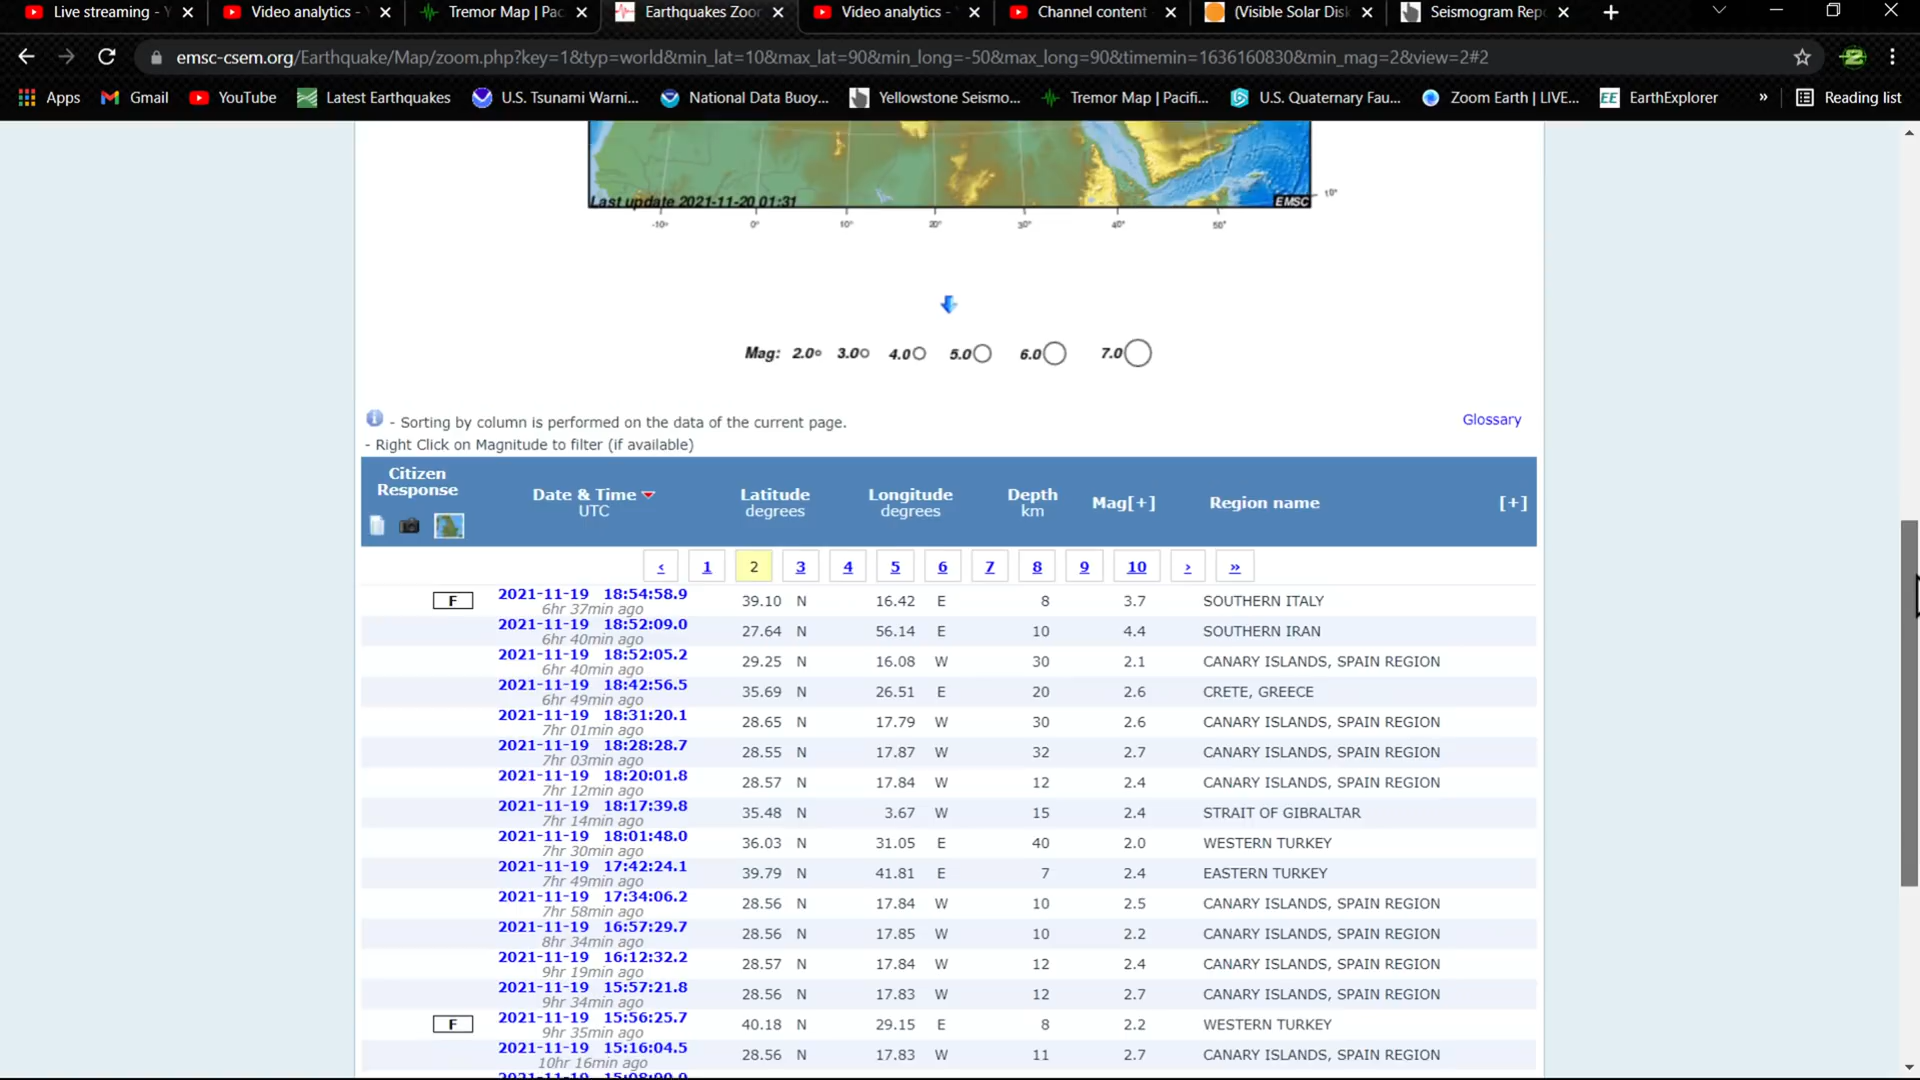 Live streaming - Y
Video analytics -
Tremor Map | Pac
Earthquakes Zoo
Video analytics -
Channel content
(Visible Solar Disk
Seismogram Rep
emsc-csem.org/Earthquake/Map/zoom.php?key=1&typ=world&min_lat=10&max_lat=90&min_long=-50&max_long=90&timemin=1636160830&min_mag=2&view=2#2
Apps Gmail YouTube Latest Earthquakes U.S. Tsunami Warni... National Data Buoy... Yellowstone Seismo... Tremor Map | Pacifi... U.S. Quaternary Fau... Zoom Earth | LIVE... EE EarthExplorer » Reading list
Last update 2021-11-20 01:31 EMSC 10°
-10° 0° 10° 20° 30° 40° 50°
Mag: 2.0 3.0 4.0 5.0 6.0 7.0
- Sorting by column is performed on the data of the current page. Glossary
- Right Click on Magnitude to filter (if available)
Citizen Response Date & Time UTC Latitude degrees Longitude degrees Depth km Mag[+] Region name [+]
‹ 1 2 3 4 5 6 7 8 9 10 › »
F 2021-11-19 18:54:58.9 39.10 N 16.42 E 8 3.7 SOUTHERN ITALY
6hr 37min ago
2021-11-19 18:52:09.0 27.64 N 56.14 E 10 4.4 SOUTHERN IRAN
6hr 40min ago
2021-11-19 18:52:05.2 29.25 N 16.08 W 30 2.1 CANARY ISLANDS, SPAIN REGION
6hr 40min ago
2021-11-19 18:42:56.5 35.69 N 26.51 E 20 2.6 CRETE, GREECE
6hr 49min ago
2021-11-19 18:31:20.1 28.65 N 17.79 W 30 2.6 CANARY ISLANDS, SPAIN REGION
7hr 01min ago
2021-11-19 18:28:28.7 28.55 N 17.87 W 32 2.7 CANARY ISLANDS, SPAIN REGION
7hr 03min ago
2021-11-19 18:20:01.8 28.57 N 17.84 W 12 2.4 CANARY ISLANDS, SPAIN REGION
7hr 12min ago
2021-11-19 18:17:39.8 35.48 N 3.67 W 15 2.4 STRAIT OF GIBRALTAR
7hr 14min ago
2021-11-19 18:01:48.0 36.03 N 31.05 E 40 2.0 WESTERN TURKEY
7hr 30min ago
2021-11-19 17:42:24.1 39.79 N 41.81 E 7 2.4 EASTERN TURKEY
7hr 49min ago
2021-11-19 17:34:06.2 28.56 N 17.84 W 10 2.5 CANARY ISLANDS, SPAIN REGION
7hr 58min ago
2021-11-19 16:57:29.7 28.56 N 17.85 W 10 2.2 CANARY ISLANDS, SPAIN REGION
8hr 34min ago
2021-11-19 16:12:32.2 28.57 N 17.84 W 12 2.4 CANARY ISLANDS, SPAIN REGION
9hr 19min ago
2021-11-19 15:57:21.8 28.56 N 17.83 W 12 2.7 CANARY ISLANDS, SPAIN REGION
9hr 34min ago
F 2021-11-19 15:56:25.7 40.18 N 29.15 E 8 2.2 WESTERN TURKEY
9hr 35min ago
2021-11-19 15:16:04.5 28.56 N 17.83 W 11 2.7 CANARY ISLANDS, SPAIN REGION
10hr 16min ago